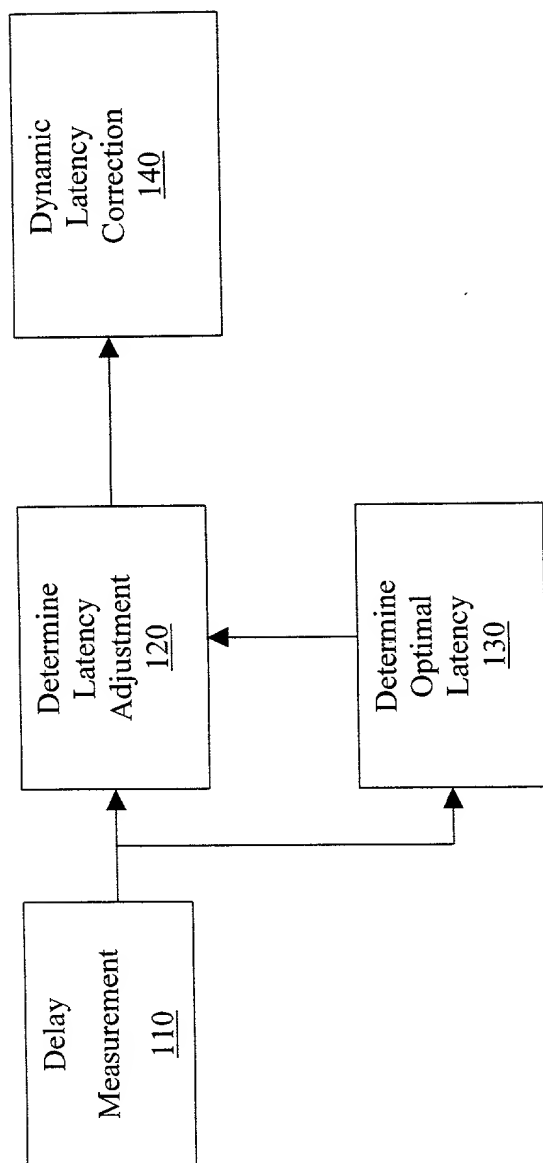 Delay
Measurement
110
Determine
Latency
Adjustment
120
Determine
Optimal
Latency
130
Dynamic
Latency
Correction
140